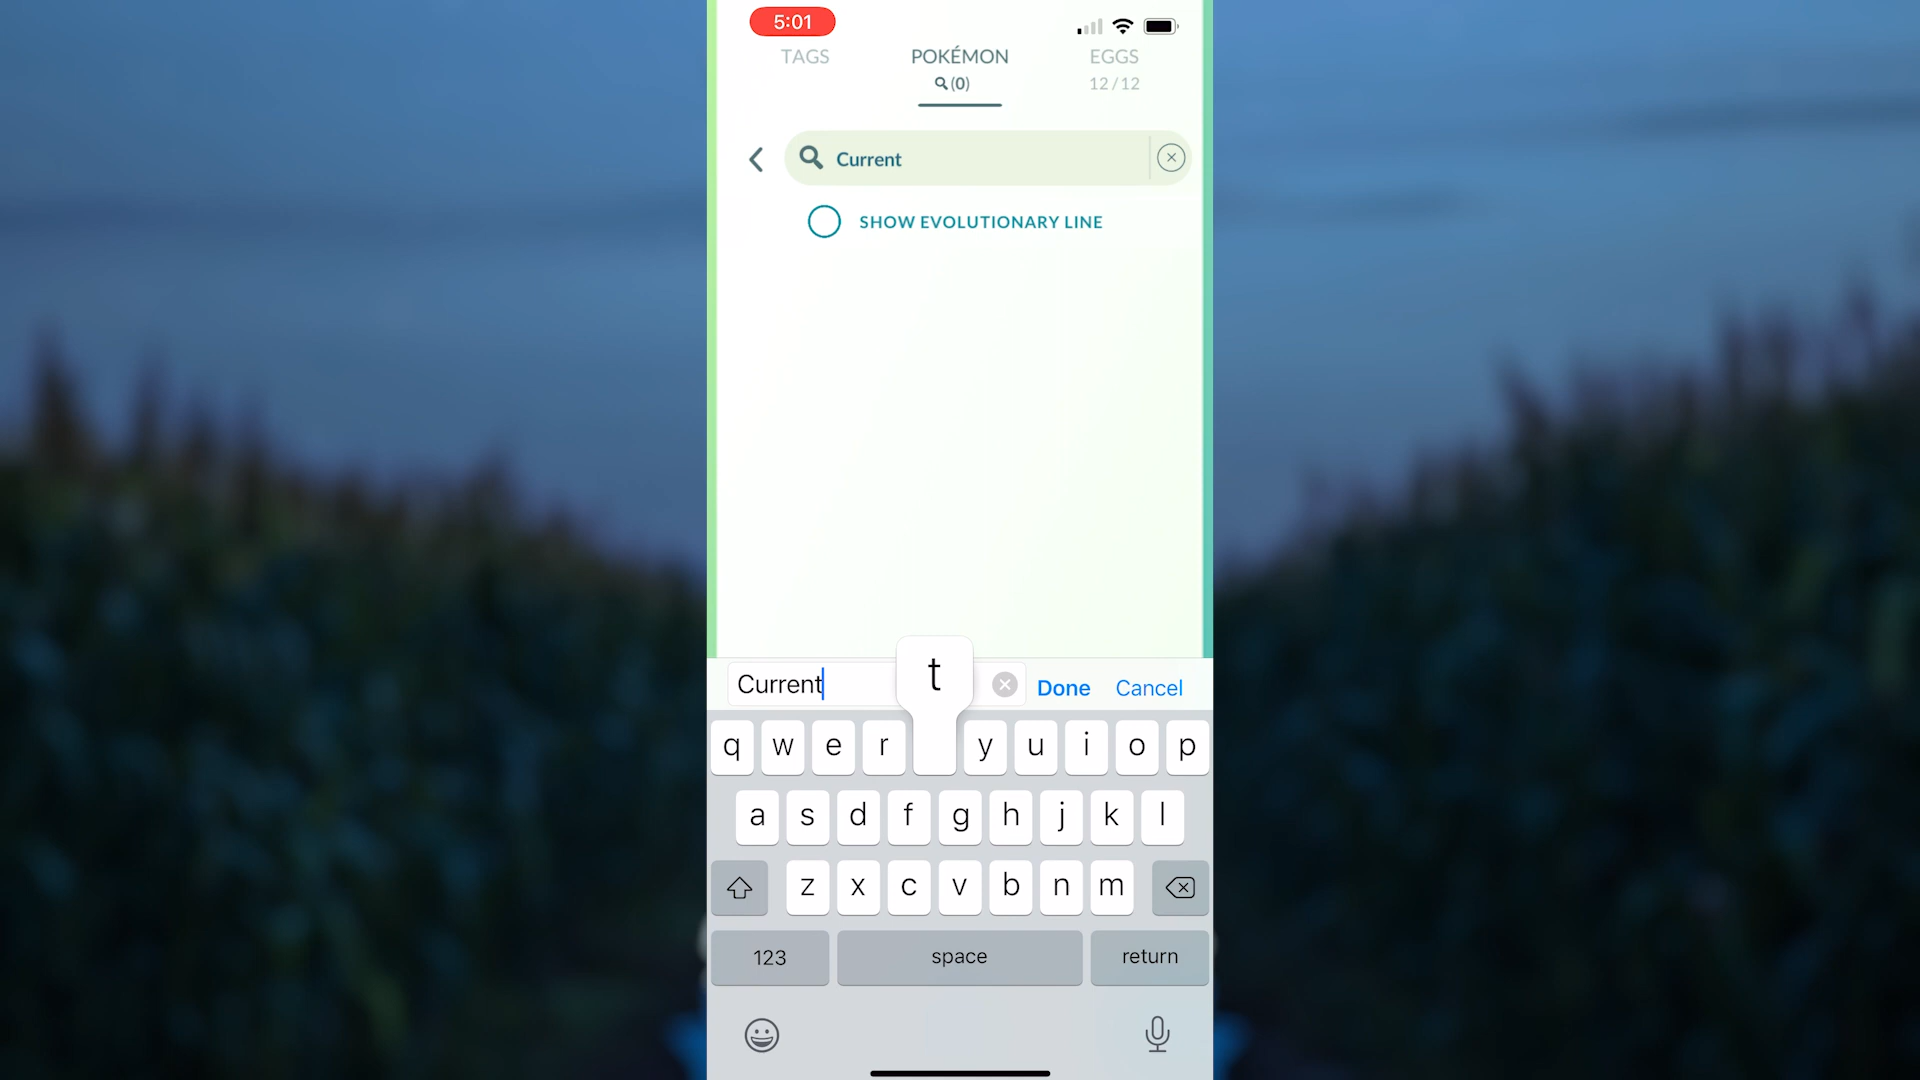 5:01
TAGS POKÉMON EGGS
(0) 12/12
Current
SHOW EVOLUTIONARY LINE
Current t Done Cancel
q w e r y u i o p
a s d f g h j k l
z x c v b n m
123 space return